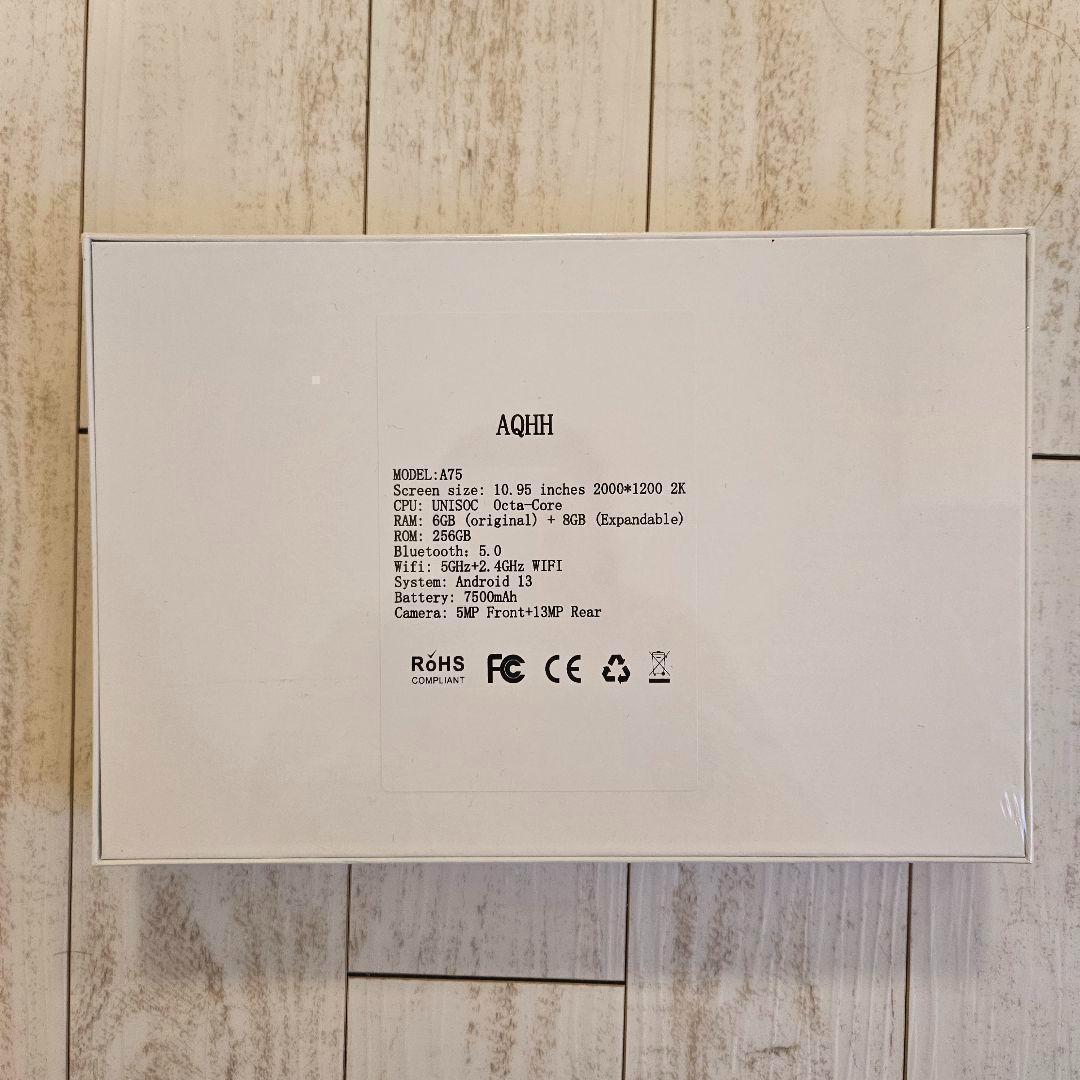 AQHH
MODEL:A75
Screen size: 10.95 inches 2000*1200 2K
CPU: UNISOC Octa-Core
RAM: 6GB (original) + 8GB (Expandable)
ROM: 256GB
Bluetooth: 5.0
Wifi: 5GHz+2.4GHz WIFI
System: Android 13
Battery: 7500mAh
Camera: 5MP Front+13MP Rear
RoHS FC CE
COMPLIANT